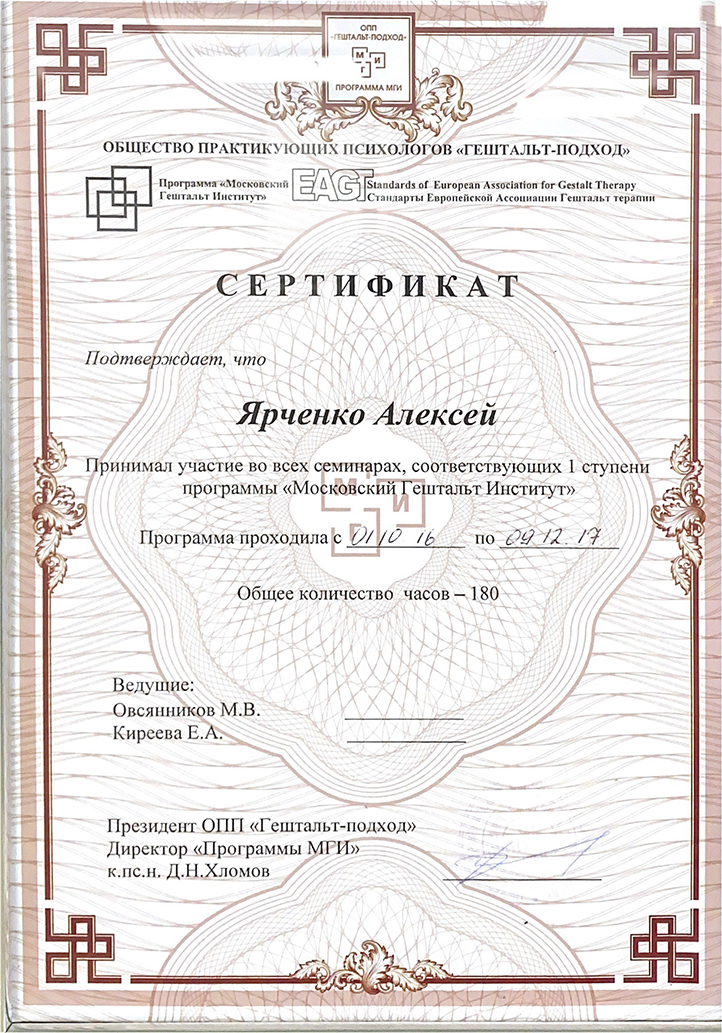 ОПП
«ГЕШТАЛЬТ-ПОДХОД»
М И
Г
ПРОГРАММА МГИ
ОБЩЕСТВО ПРАКТИКУЮЩИХ ПСИХОЛОГОВ «ГЕШТАЛЬТ-ПОДХОД»
Программа «Московский
Гештальт Институт»
EAGT
Standards of European Association for Gestalt Therapy
Стандарты Европейской Ассоциации Гештальт терапии
СЕРТИФИКАТ
Подтверждает, что
Ярченко Алексей
Принимал участие во всех семинарах, соответствующих 1 ступени
программы «Московский Гештальт Институт»
М И
Г
Программа проходила с 01 10 16 по 09.12.17
Общее количество часов – 180
Ведущие:
Овсянников М.В.
Киреева Е.А.
Президент ОПП «Гештальт-подход»
Директор «Программы МГИ»
к.пс.н. Д.Н.Хломов